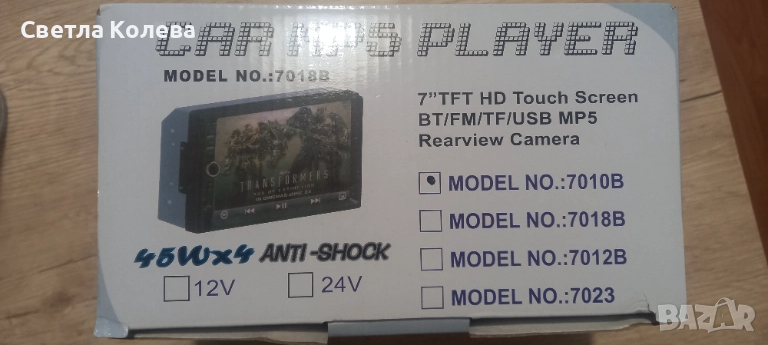 Светла Колева
CAR MP5 PLAYER
MODEL NO.:7018B
7"TFT HD Touch Screen
BT/FM/TF/USB MP5
Rearview Camera
TRANSFORMERS
MODEL NO.:7010B
MODEL NO.:7018B
45Wx4 ANTI-SHOCK
MODEL NO.:7012B
12V
24V
MODEL NO.:7023
BAZAR